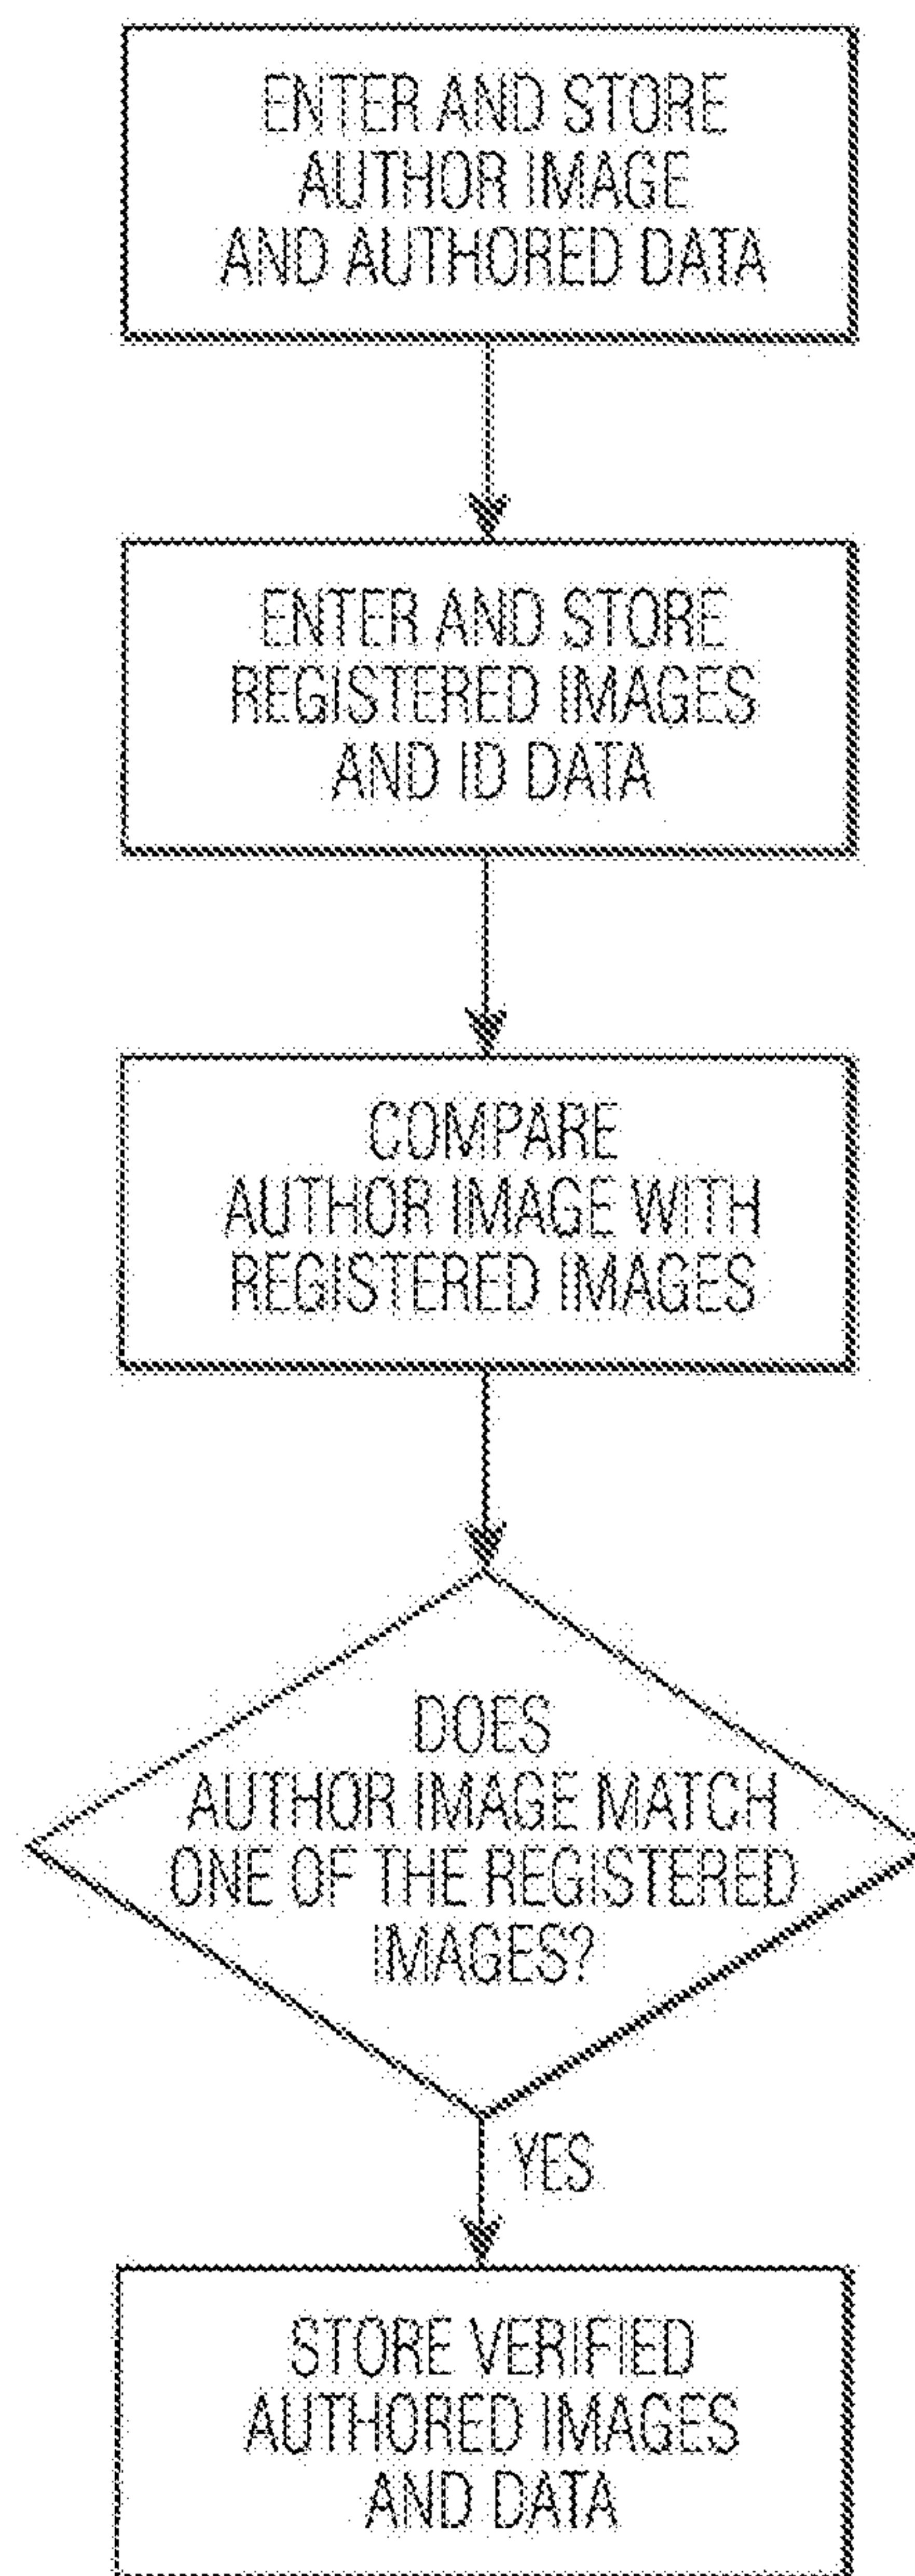 ENTER AND STORE
AUTHOR IMAGE
AND AUTHORED DATA
ENTER AND STORE
REGISTERED IMAGES
AND ID DATA
COMPARE
AUTHOR IMAGE WITH
REGISTERED IMAGES
DOES
AUTHOR IMAGE MATCH
ONE OF THE REGISTERED
IMAGES?
YES
STORE VERIFIED
AUTHORED IMAGES
AND DATA